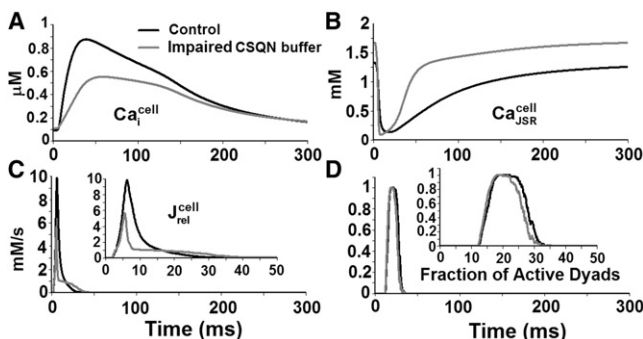 A
Control
Impaired CSQN buffer
1
0.8
0.6
0.4
0.2
0
μM
Ca_i^cell
0 100 200 300
B
2
1.5
1
0.5
0
mM
Ca_JSR^cell
0 100 200 300
C
10
8
6
4
2
0
mM/s
10
8
6
4
2
0
J_rel^cell
0 10 20 30 40 50
0 100 200 300
Time (ms)
D
1
0.8
0.6
0.4
0.2
0
1
0.8
0.6
0.4
0.2
0
0 10 20 30 40 50
Fraction of Active Dyads
0 100 200 300
Time (ms)